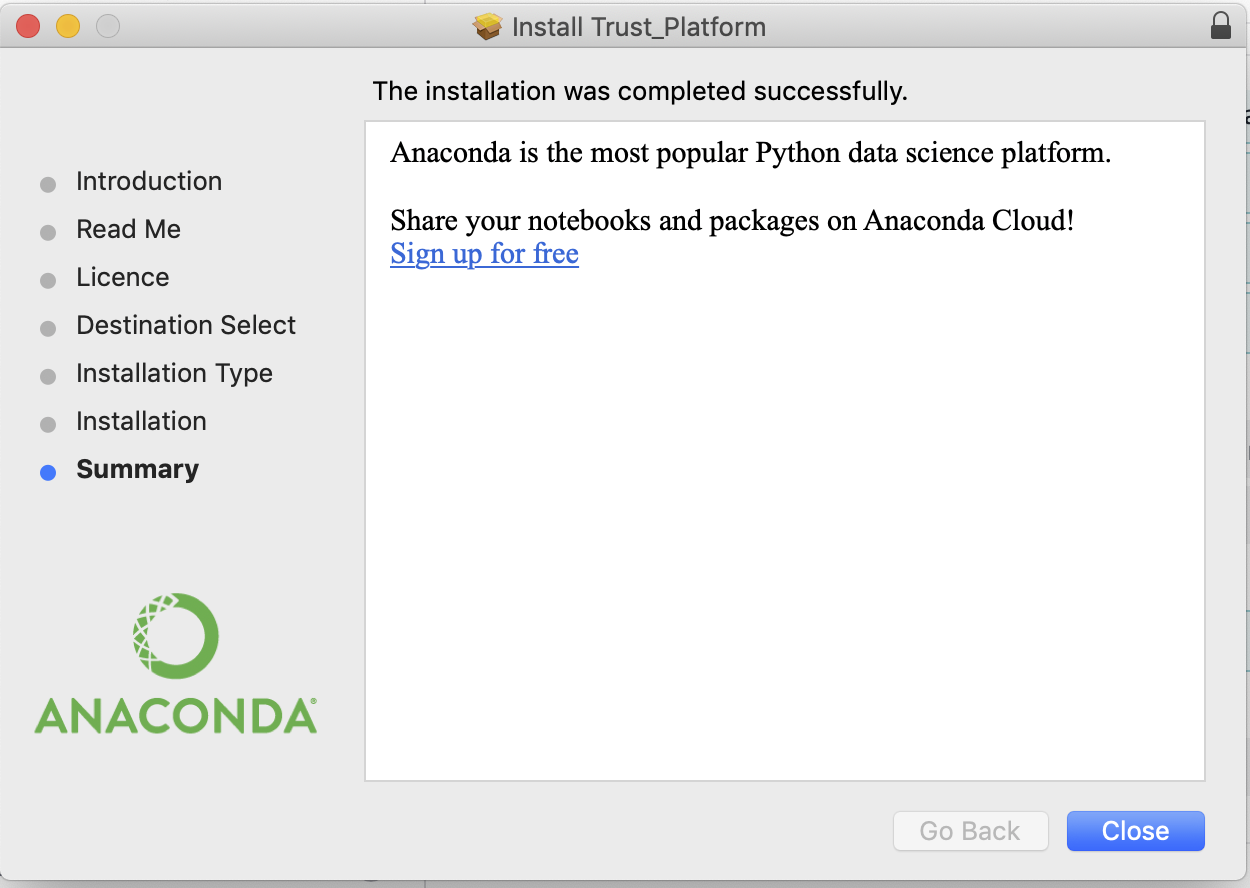 Install Trust_Platform
The installation was completed successfully.
Introduction
Read Me
Licence
Destination Select
Installation Type
Installation
Summary
Anaconda is the most popular Python data science platform.
Share your notebooks and packages on Anaconda Cloud!
Sign up for free
ANACONDA®
Go Back
Close